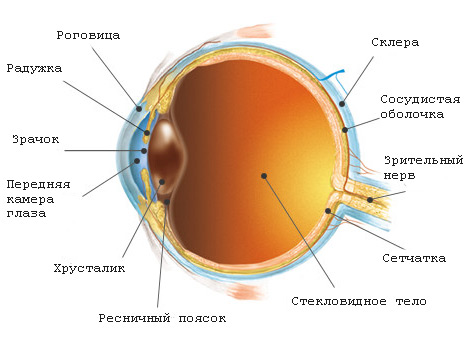 Роговица
Радужка
Зрачок
Передняя
камера
глаза
Хрусталик
Ресничный поясок
Склера
Сосудистая
оболочка
Зрительный
нерв
Сетчатка
Стекловидное тело